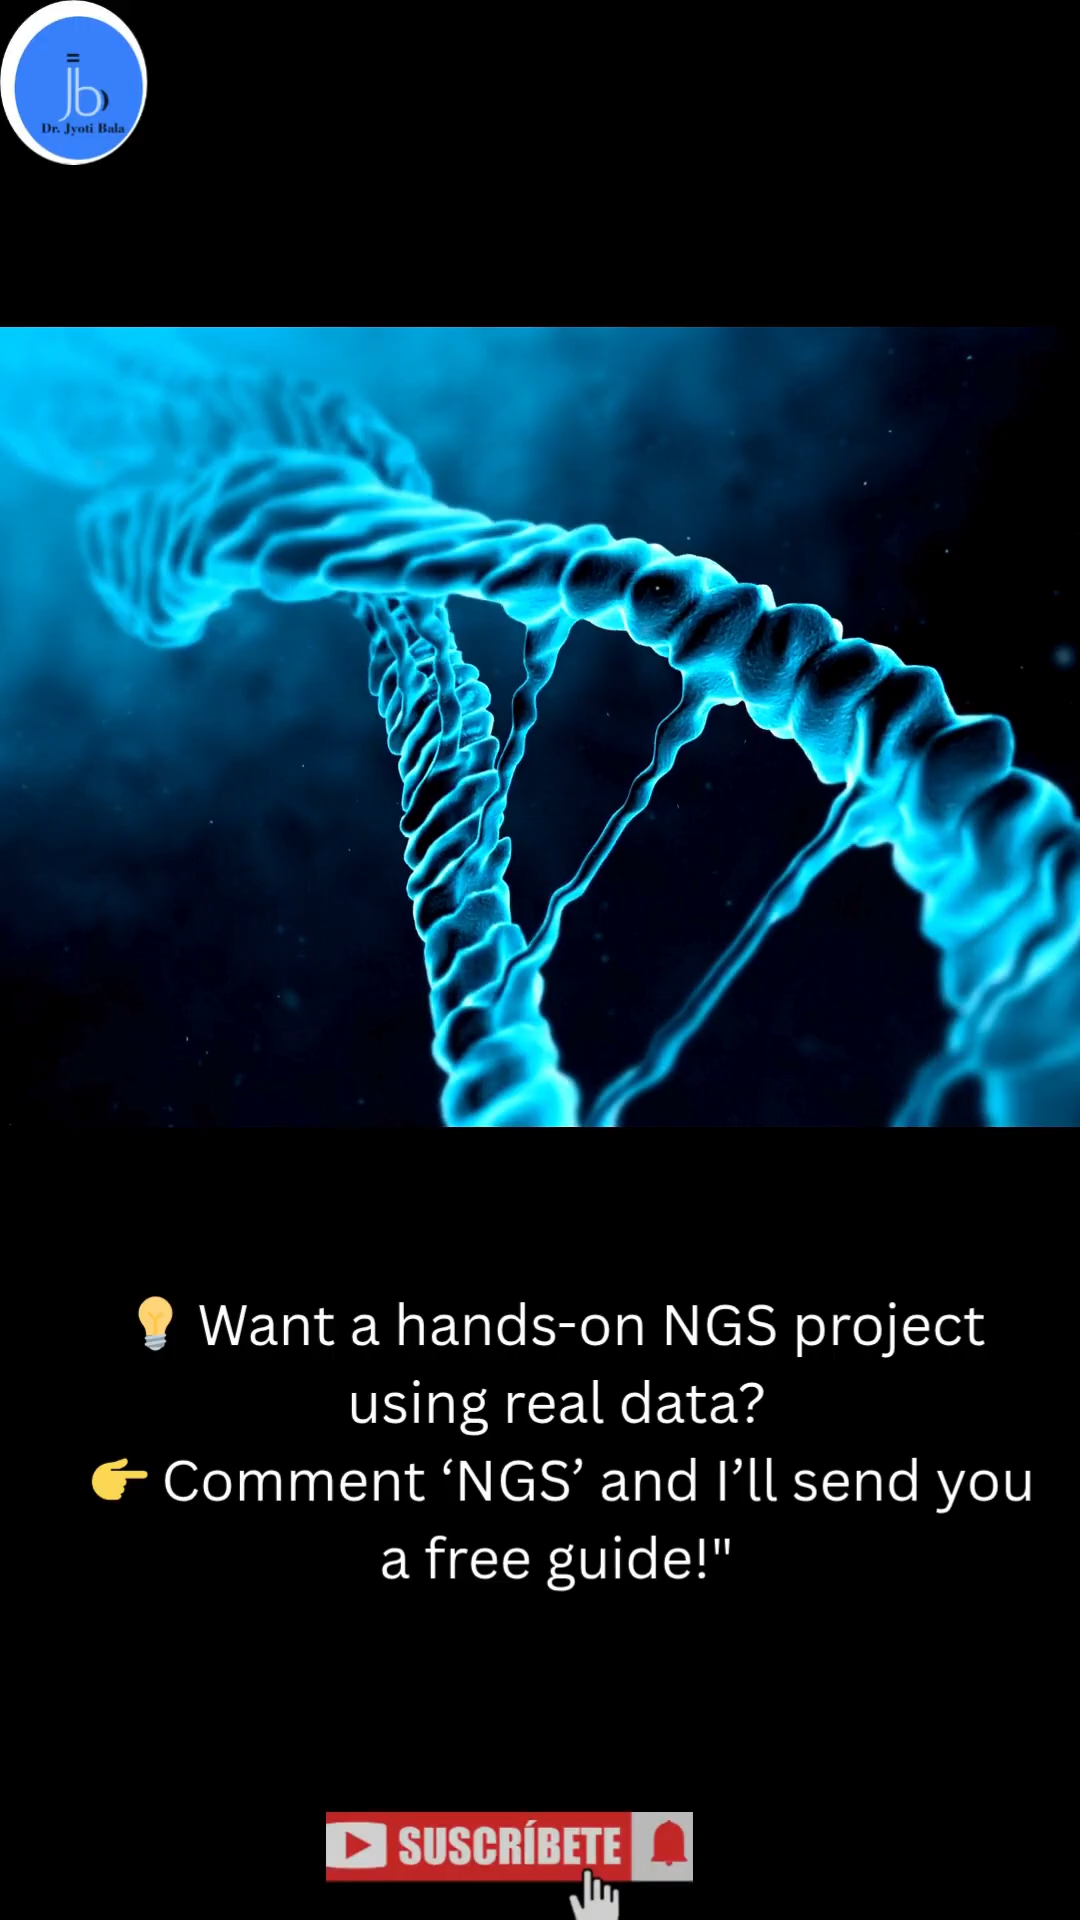 jb
Dr. Jyoti Bala
💡 Want a hands-on NGS project
using real data?
👉 Comment ‘NGS’ and I’ll send you
a free guide!"
SUSCRÍBETE